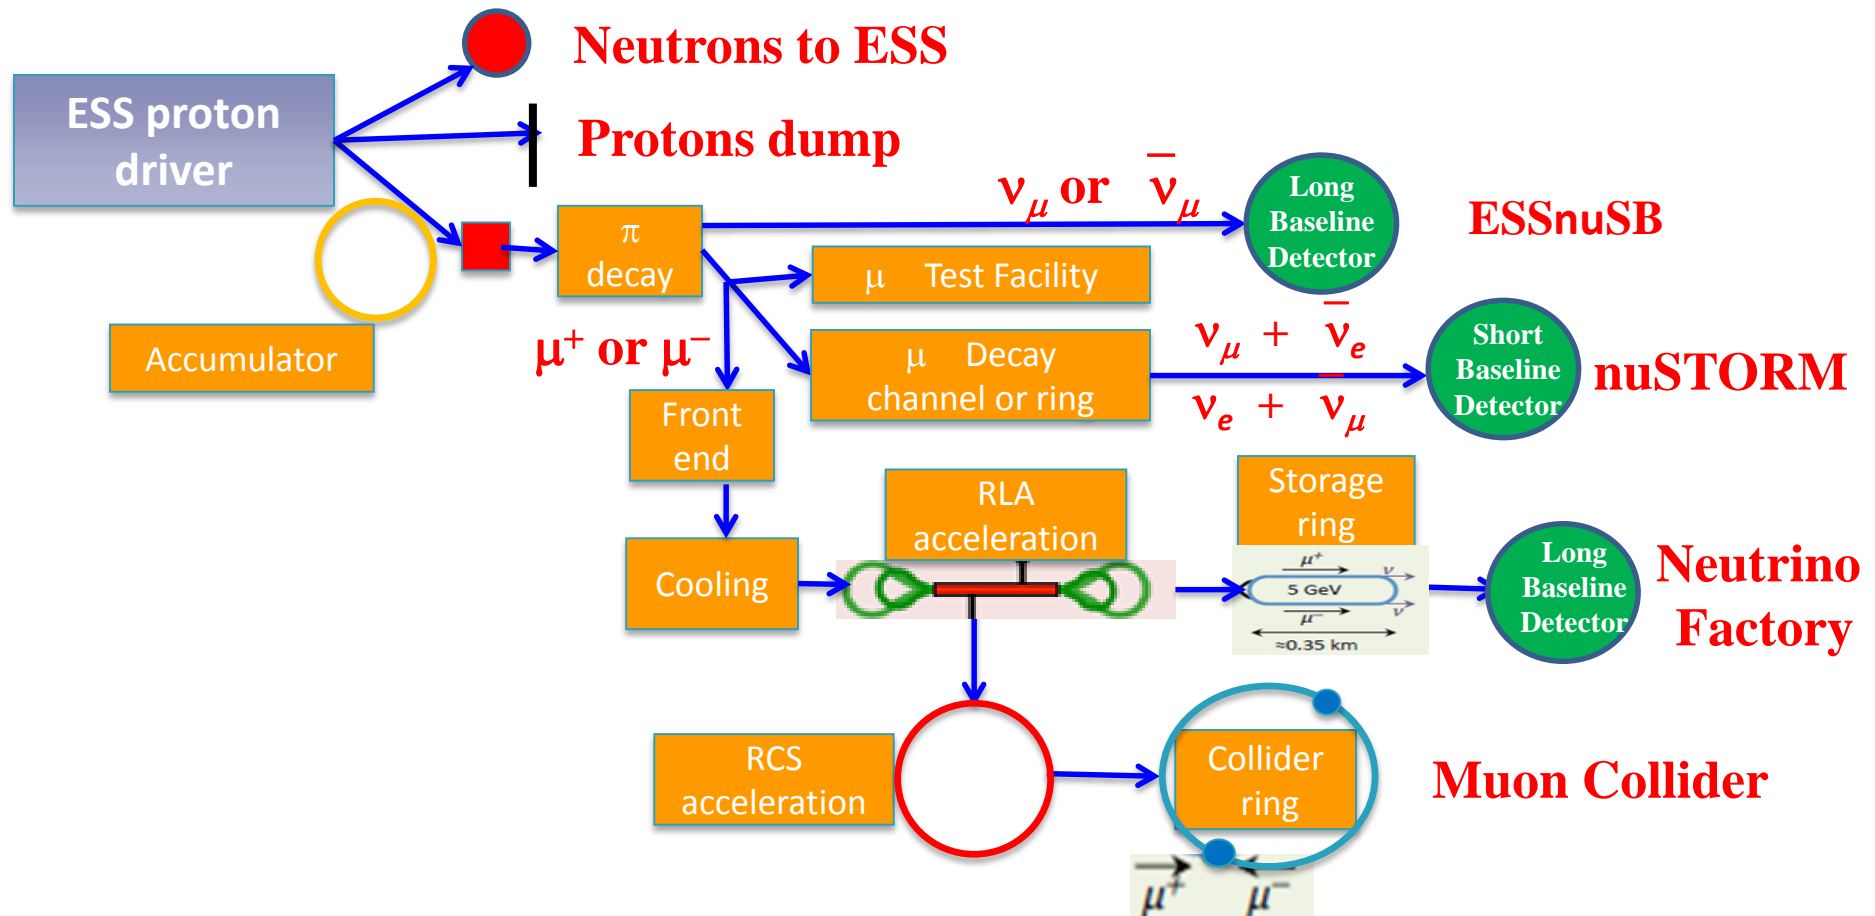 Neutrons to ESS
ESS proton
driver
Protons dump
ν_μ or ν̄_μ
Long
Baseline
Detector
ESSnuSB
π
decay
μ Test Facility
Accumulator
μ⁺ or μ⁻
μ Decay
channel or ring
ν_μ + ν̄_e
ν_e + ν̄_μ
Short
Baseline
Detector
nuSTORM
Front
end
RLA
acceleration
Storage
ring
Cooling
μ⁺
ν
5 GeV
μ⁻
ν
≈0.35 km
Long
Baseline
Detector
Neutrino
Factory
RCS
acceleration
Collider
ring
Muon Collider
μ⁺ μ⁻